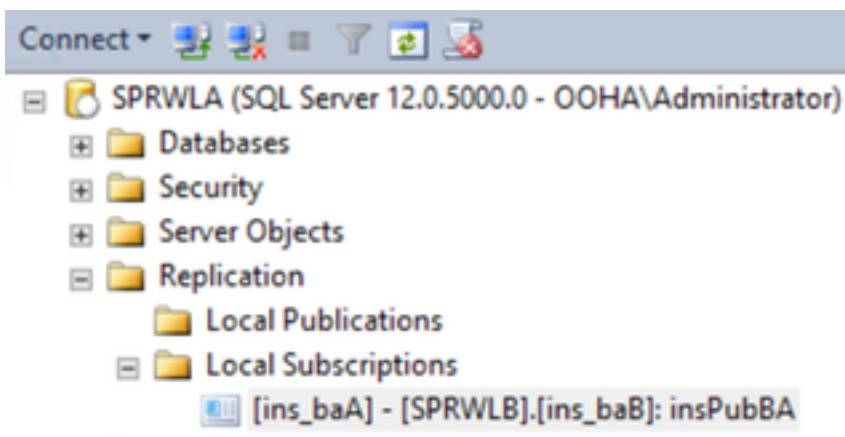 Connect
SPRWLA (SQL Server 12.0.5000.0 - OOHA\Administrator)
Databases
Security
Server Objects
Replication
Local Publications
Local Subscriptions
[ins_baA] - [SPRWLB].[ins_baB]: insPubBA